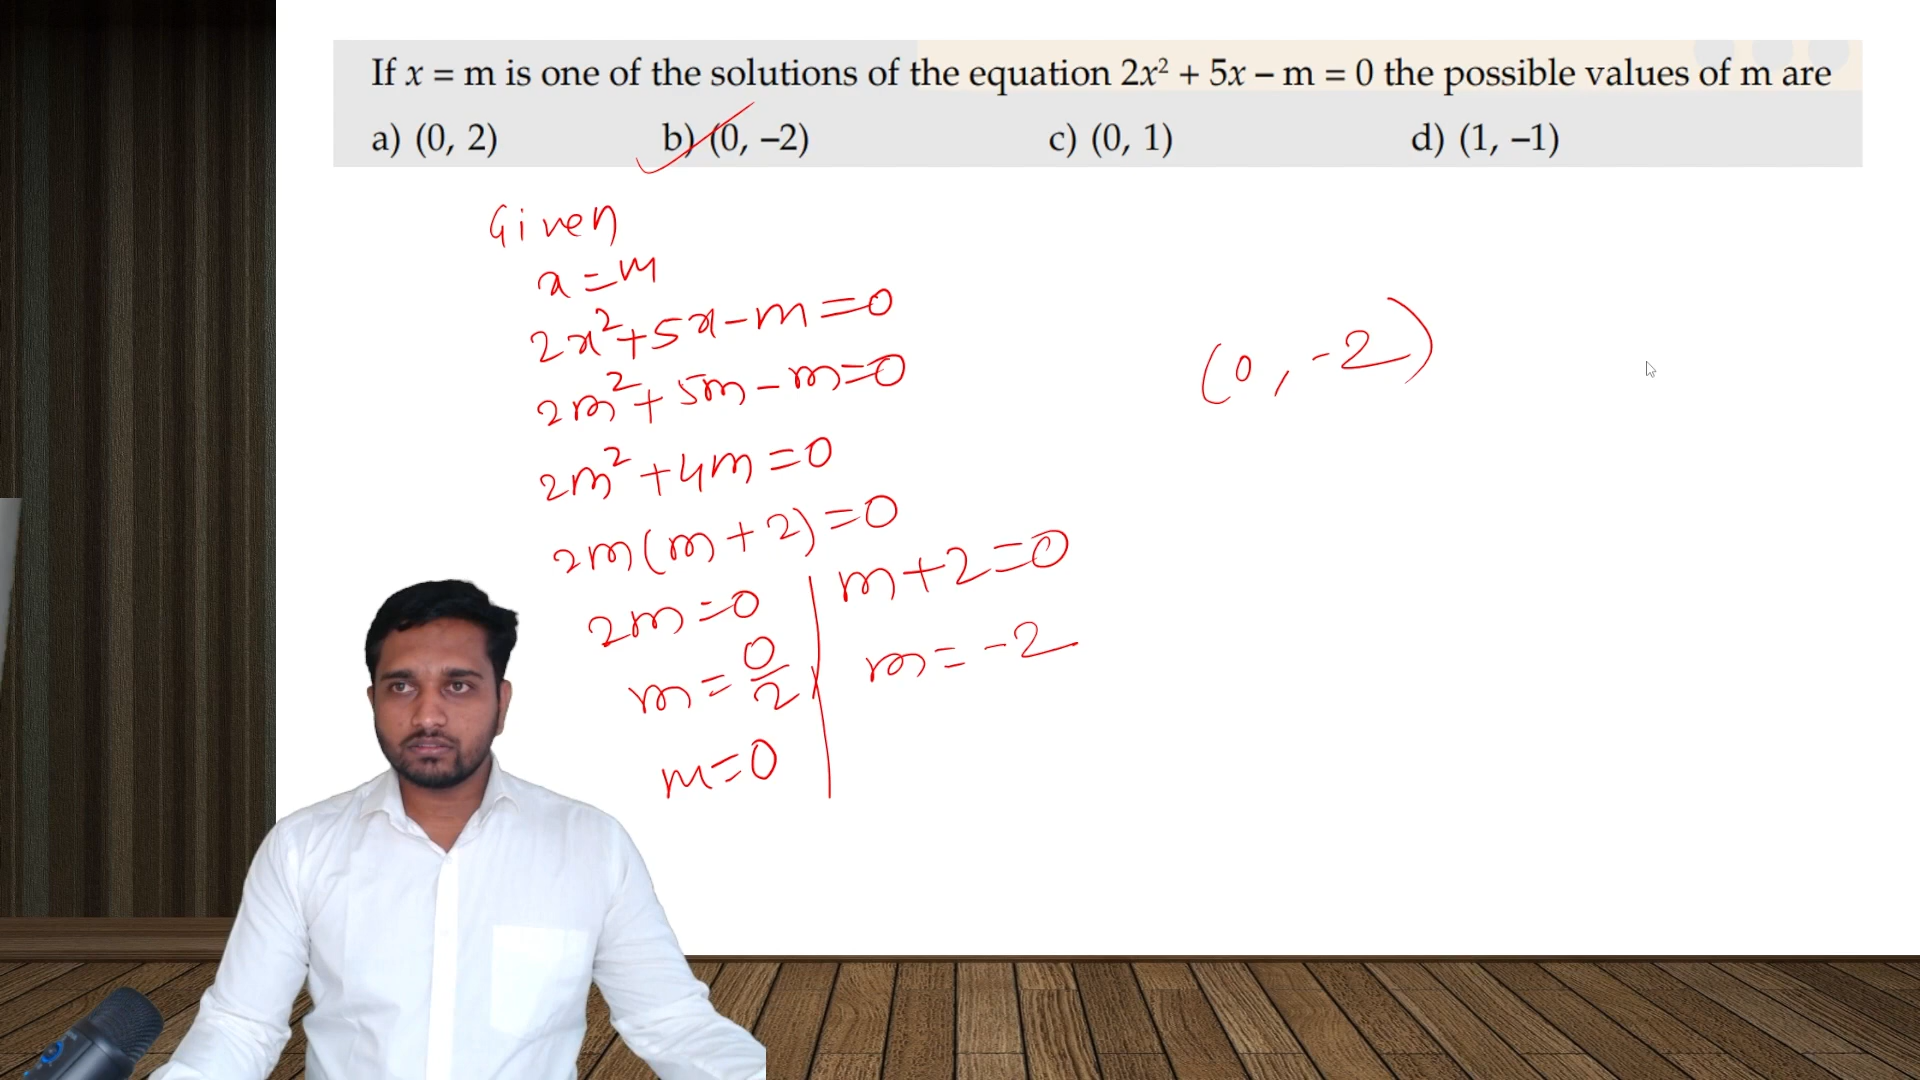 If x = m is one of the solutions of the equation 2x² + 5x – m = 0 the possible values of m are
a) (0, 2) b) (0, –2) c) (0, 1) d) (1, –1)
Given
x = m
2x² + 5x – m = 0
2m² + 5m – m = 0
2m² + 4m = 0
2m(m + 2) = 0
2m = 0 m + 2 = 0
m = 0/2 m = -2
m = 0
(0, -2)